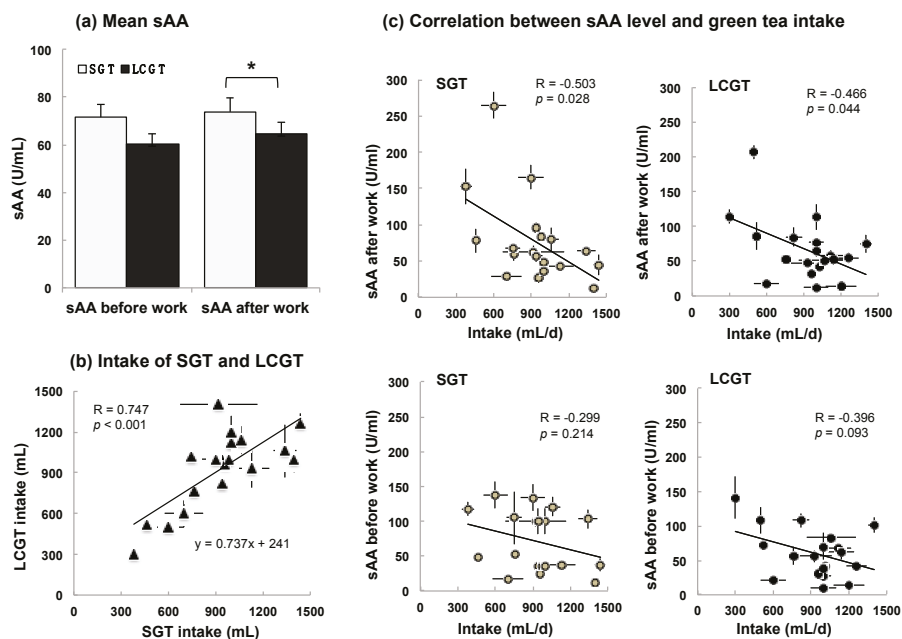 (a) Mean sAA
100
80
60
40
20
0
sAA (U/mL)
SGT LCGT
*
sAA before work sAA after work
(b) Intake of SGT and LCGT
1500
1200
900
600
300
0
LCGT intake (mL)
R = 0.747
p < 0.001
y = 0.737x + 241
0 300 600 900 1200 1500
SGT intake (mL)
(c) Correlation between sAA level and green tea intake
SGT
R = -0.503
p = 0.028
300
250
200
150
100
50
0
sAA after work (U/ml)
0 300 600 900 1200 1500
Intake (mL/d)
LCGT
R = -0.466
p = 0.044
300
250
200
150
100
50
0
sAA after work (U/ml)
0 300 600 900 1200 1500
Intake (mL/d)
SGT
R = -0.299
p = 0.214
300
250
200
150
100
50
0
sAA before work (U/ml)
0 300 600 900 1200 1500
Intake (mL/d)
LCGT
R = -0.396
p = 0.093
300
250
200
150
100
50
0
sAA before work (U/ml)
0 300 600 900 1200 1500
Intake (mL/d)